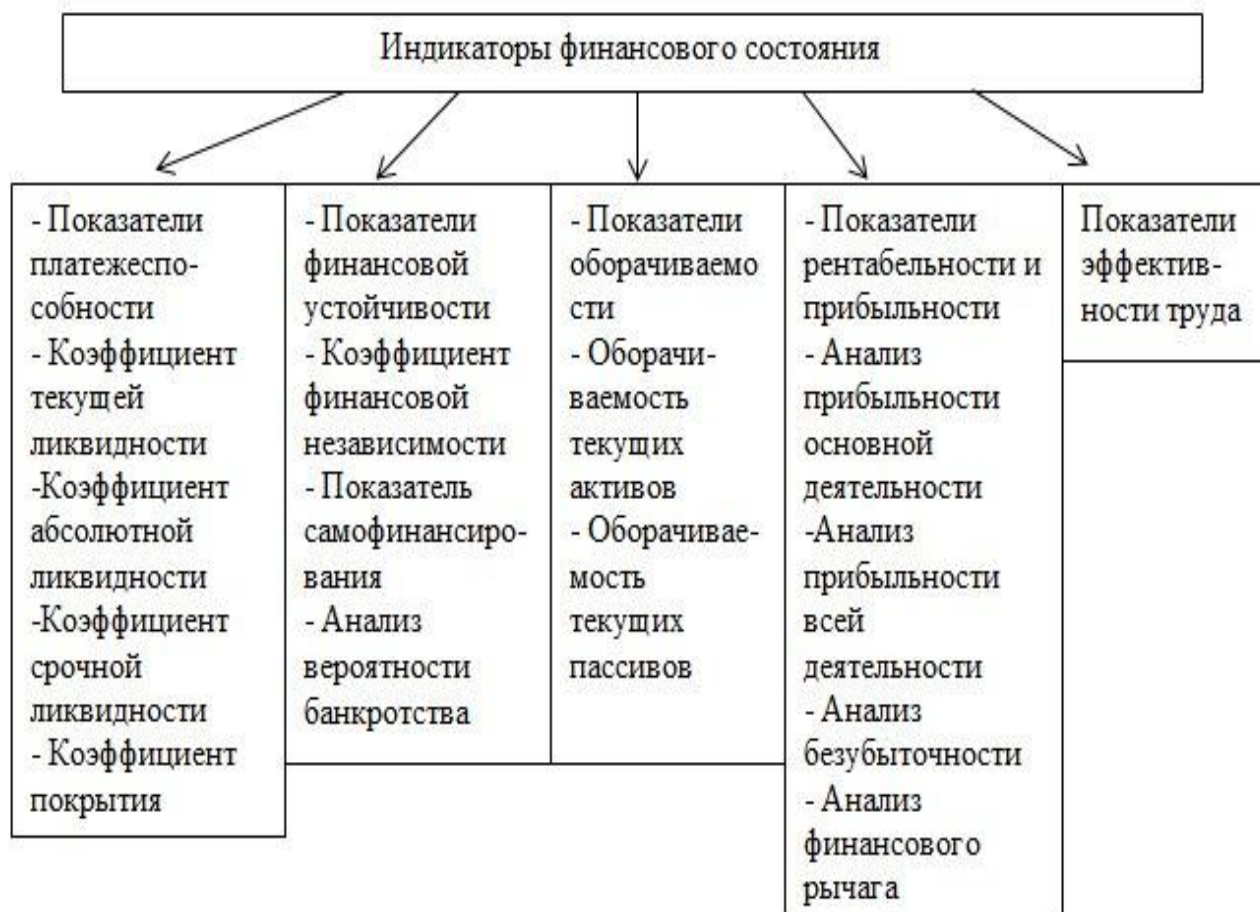 Индикаторы финансового состояния
- Показатели
платежеспо-
собности
- Коэффициент
текущей
ликвидности
-Коэффициент
абсолютной
ликвидности
-Коэффициент
срочной
ликвидности
- Коэффициент
покрытия
- Показатели
финансовой
устойчивости
- Коэффициент
финансовой
независимости
- Показатель
самофинансиро-
вания
- Анализ
вероятности
банкротства
- Показатели
оборачиваемо
сти
- Оборачи-
ваемость
текущих
активов
- Оборачивае-
мость
текущих
пассивов
- Показатели
рентабельности и
прибыльности
- Анализ
прибыльности
основной
деятельности
-Анализ
прибыльности
всей
деятельности
- Анализ
безубыточности
- Анализ
финансового
рычага
Показатели
эффектив-
ности труда